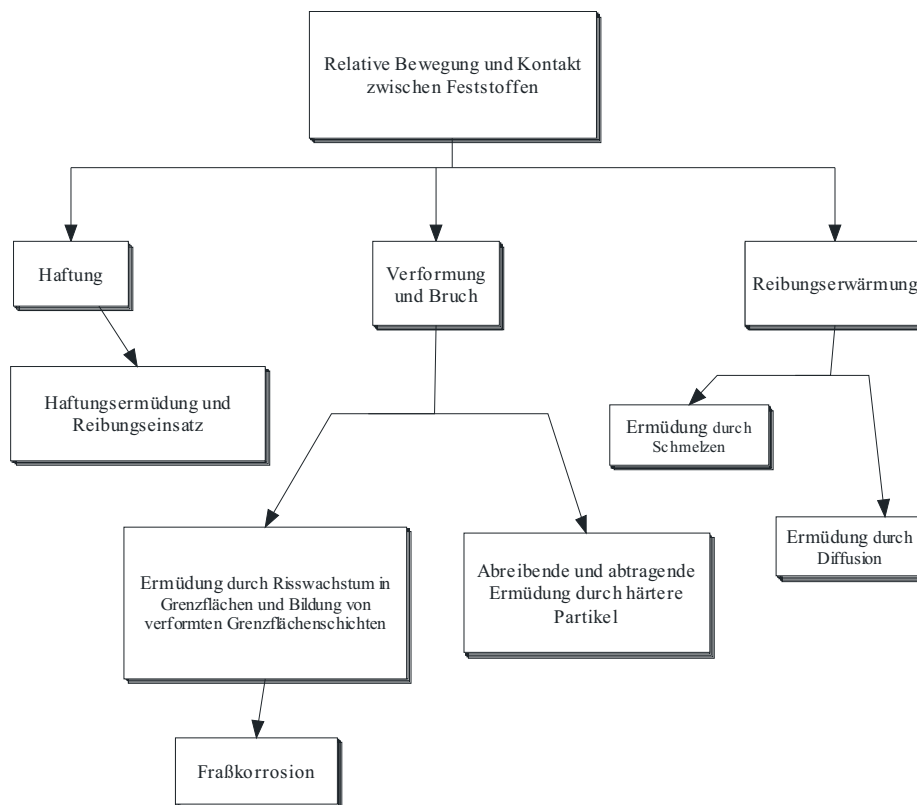 Relative Bewegung und Kontakt
zwischen Feststoffen
Haftung
Verformung
und Bruch
Reibungserwärmung
Haftungsermüdung und
Reibungseinsatz
Ermüdung durch
Schmelzen
Ermüdung durch
Diffusion
Ermüdung durch Risswachstum in
Grenzflächen und Bildung von
verformten Grenzflächenschichten
Abreibende und abtragende
Ermüdung durch härtere
Partikel
Fraßkorrosion